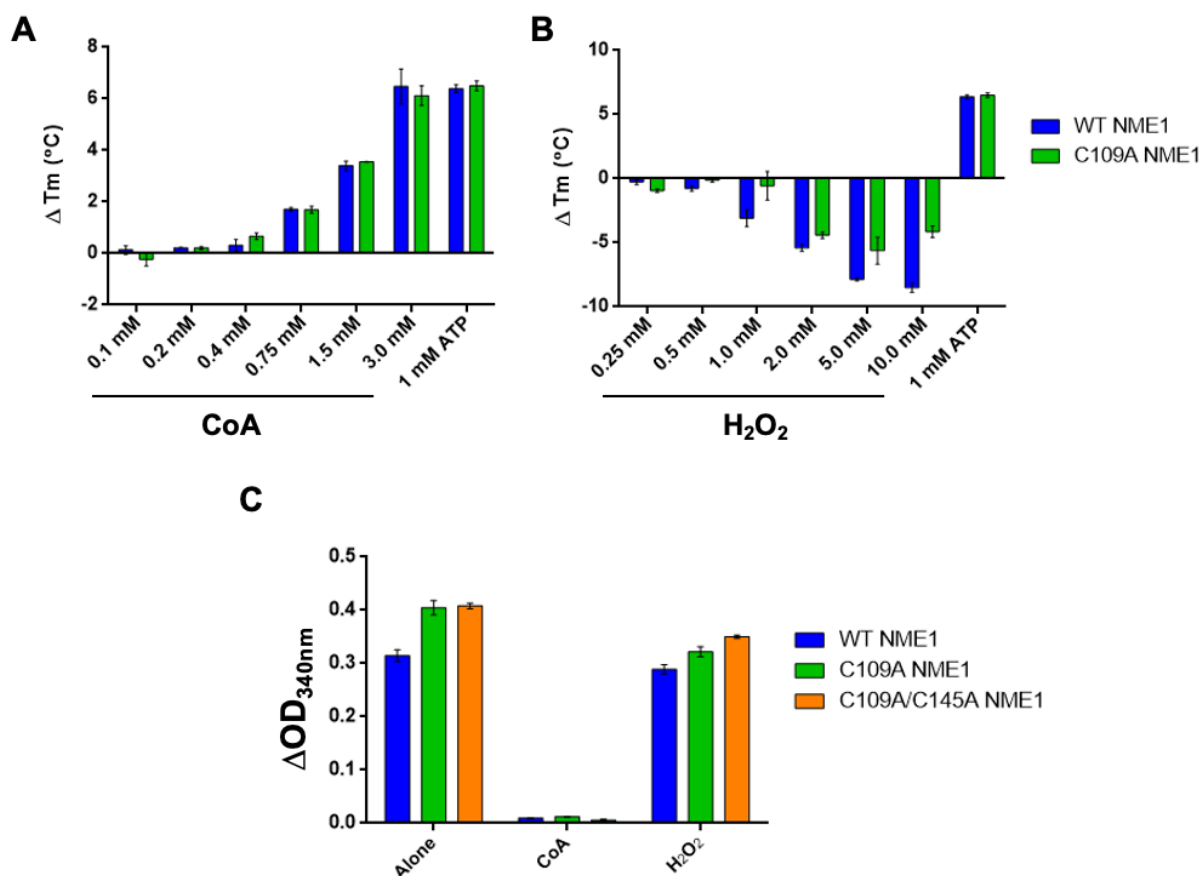 A
Δ Tm (°C)
8
6
4
2
0
-2
0.1 mM
0.2 mM
0.4 mM
0.75 mM
1.5 mM
3.0 mM
1 mM ATP
CoA
B
Δ Tm (°C)
10
5
0
-5
-10
0.25 mM
0.5 mM
1.0 mM
2.0 mM
5.0 mM
10.0 mM
1 mM ATP
H₂O₂
WT NME1
C109A NME1
C
ΔOD₃₄₀ₙₘ
0.5
0.4
0.3
0.2
0.1
0.0
Alone
CoA
H₂O₂
WT NME1
C109A NME1
C109A/C145A NME1